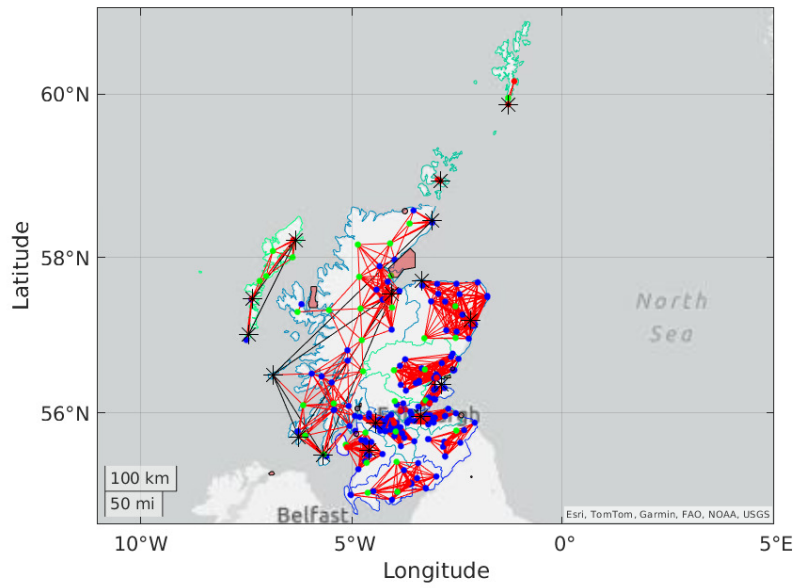 60°N
58°N
56°N
Latitude
North
Sea
100 km
50 mi
Belfast
Esri, TomTom, Garmin, FAO, NOAA, USGS
10°W
5°W
0°
5°E
Longitude